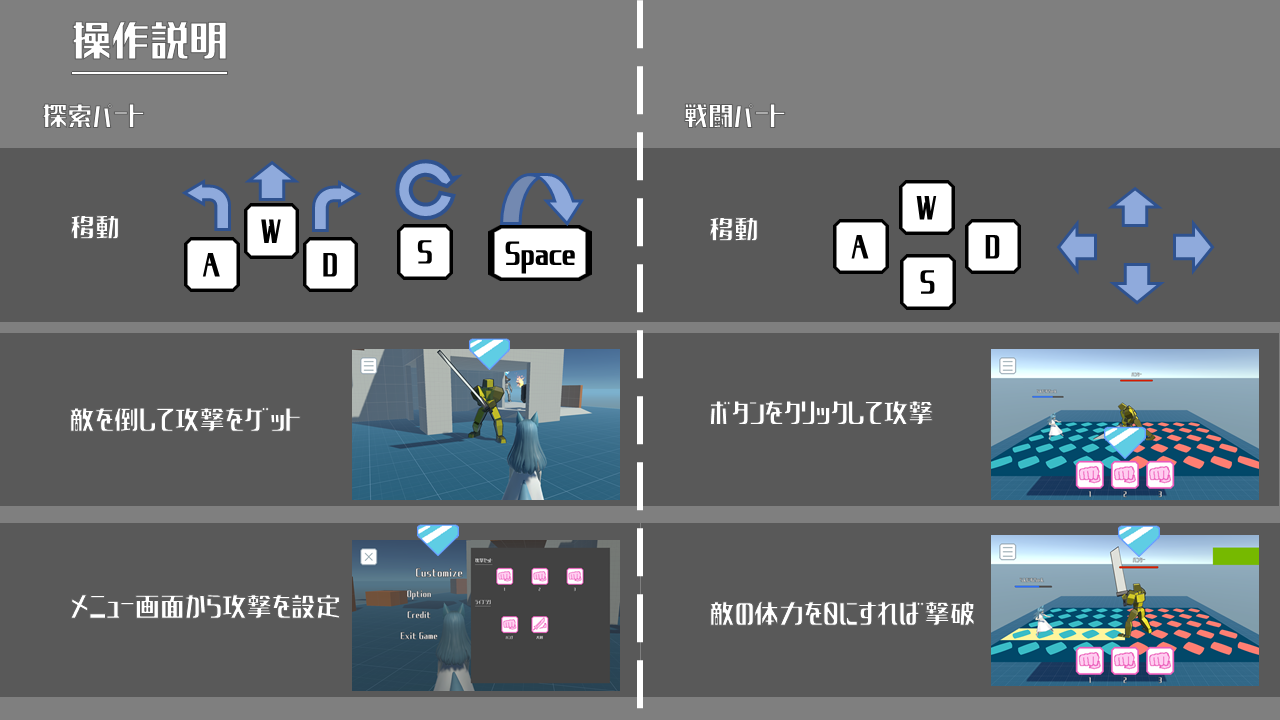 操作説明
探索パート
移動
A
W
D
S
Space
敵を倒して攻撃をゲット
メニュー画面から攻撃を設定
Customize
Option
Credit
Exit Game
1
2
3
戦闘パート
移動
W
A
D
S
ボタンをクリックして攻撃
1
2
3
敵の体力を0にすれば撃破
1
2
3